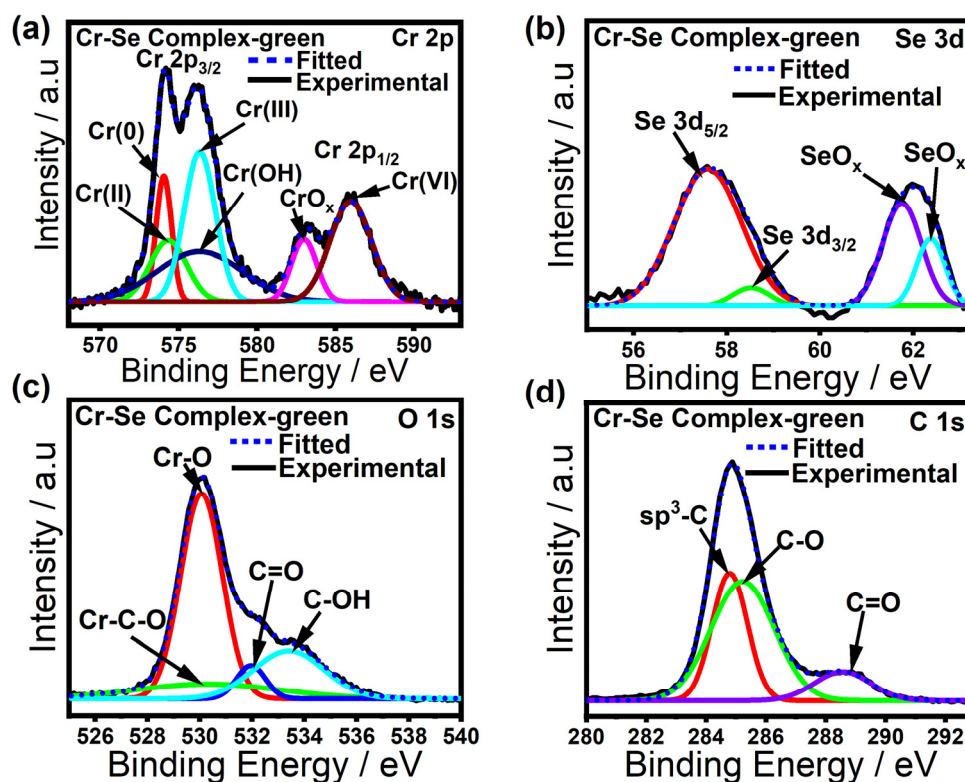 (a)
Cr-Se Complex-green Cr 2p
Cr 2p3/2
Fitted
Experimental
Cr(0)
Cr(III)
Cr 2p1/2
Cr(II)
Cr(OH)
CrOx
Cr(VI)
Intensity / a.u
570 575 580 585 590
Binding Energy / eV
(b)
Cr-Se Complex-green Se 3d
Fitted
Experimental
Se 3d5/2
SeOx
SeOx
Se 3d3/2
Intensity / a.u
56 58 60 62
Binding Energy / eV
(c)
Cr-Se Complex-green O 1s
Fitted
Cr-O
Experimental
C=O
C-OH
Cr-C-O
Intensity / a.u
526 528 530 532 534 536 538 540
Binding Energy / eV
(d)
Cr-Se Complex-green C 1s
Fitted
Experimental
sp³-C
C-O
C=O
Intensity / a.u
280 282 284 286 288 290 292
Binding Energy / eV